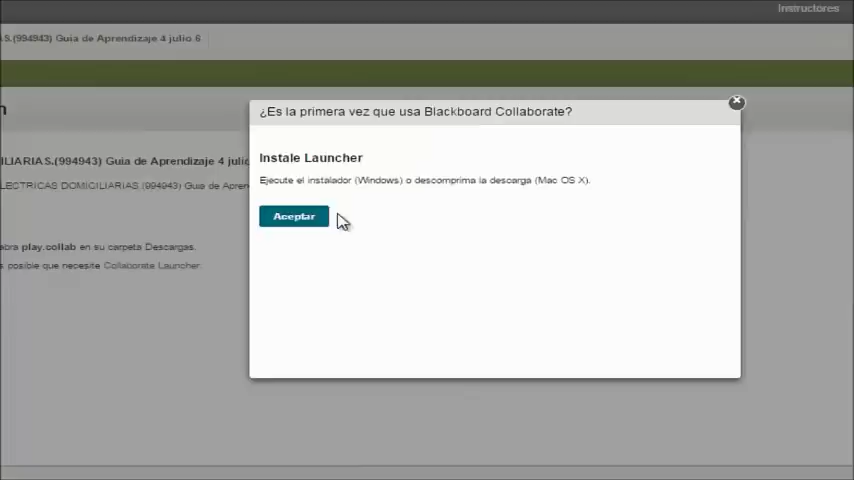 Instructores
S.(994943) Guia de Aprendizaje 4 julio 6
n
¿Es la primera vez que usa Blackboard Collaborate?
Instale Launcher
ILIARIAS.(994943) Guia de Aprendizaje 4 julio
Ejecute el instalador (Windows) o descomprima la descarga (Mac OS X).
LECTRICAS DOMICILIARIAS.(994943) Guia de Apren
Aceptar
abra play.collab en su carpeta Descargas.
s posible que necesite Collaborate Launcher.